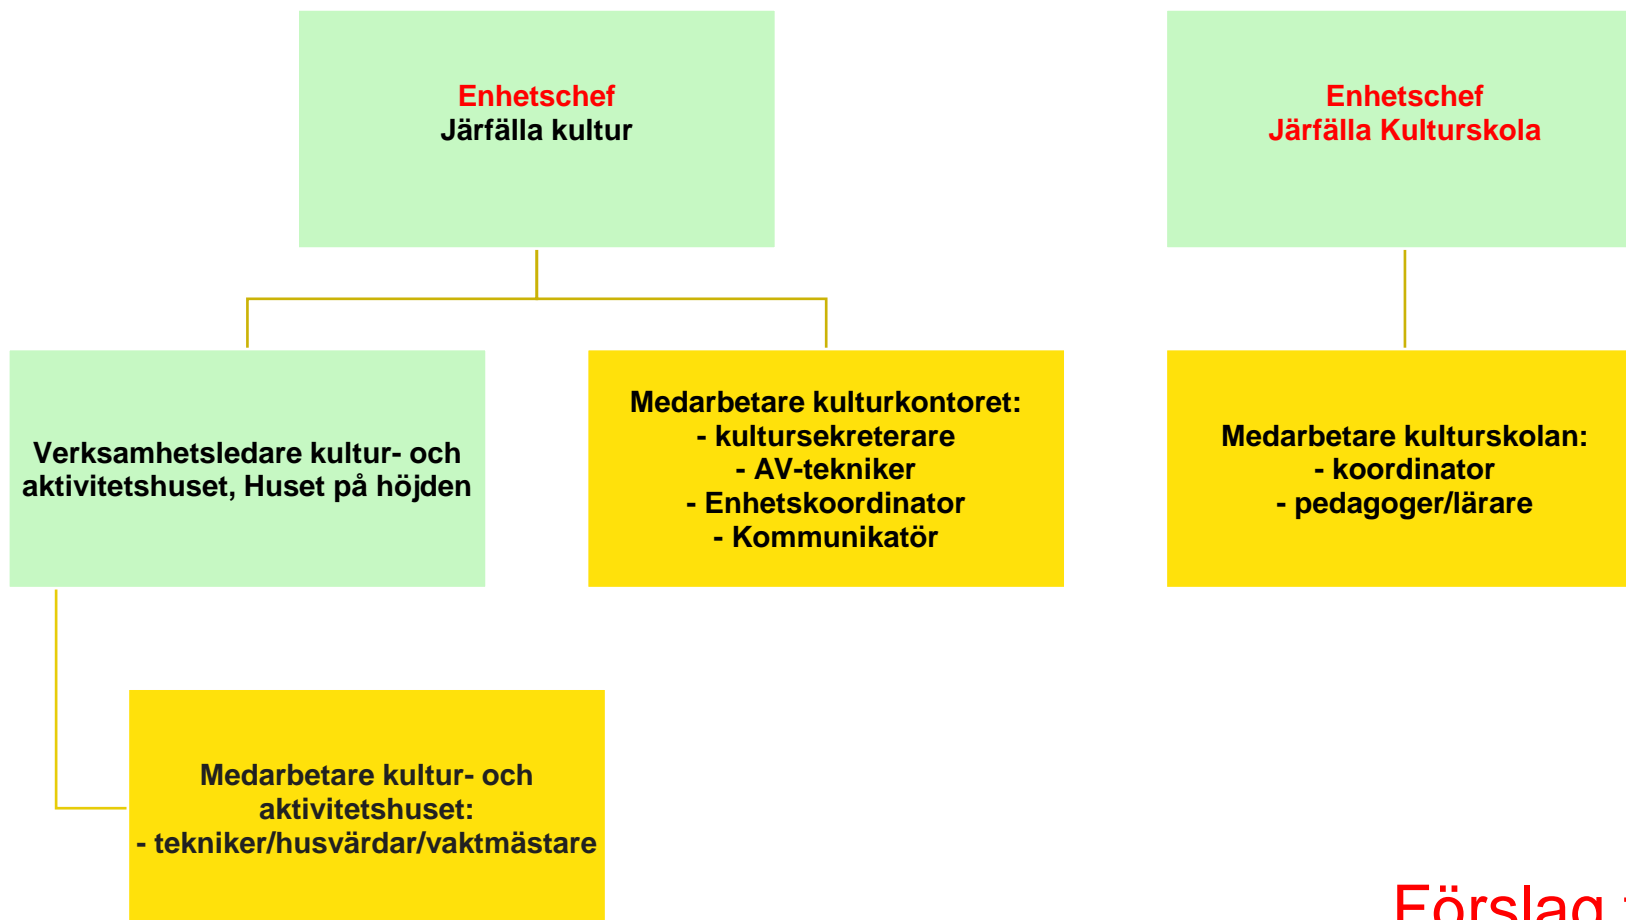 Enhetschef
Järfälla kultur
Enhetschef
Järfälla Kulturskola
Verksamhetsledare kultur- och
aktivitetshuset, Huset på höjden
Medarbetare kulturkontoret:
- kultursekreterare
- AV-tekniker
- Enhetskoordinator
- Kommunikatör
Medarbetare kulturskolan:
- koordinator
- pedagoger/lärare
Medarbetare kultur- och
aktivitetshuset:
- tekniker/husvärdar/vaktmästare
Förslag